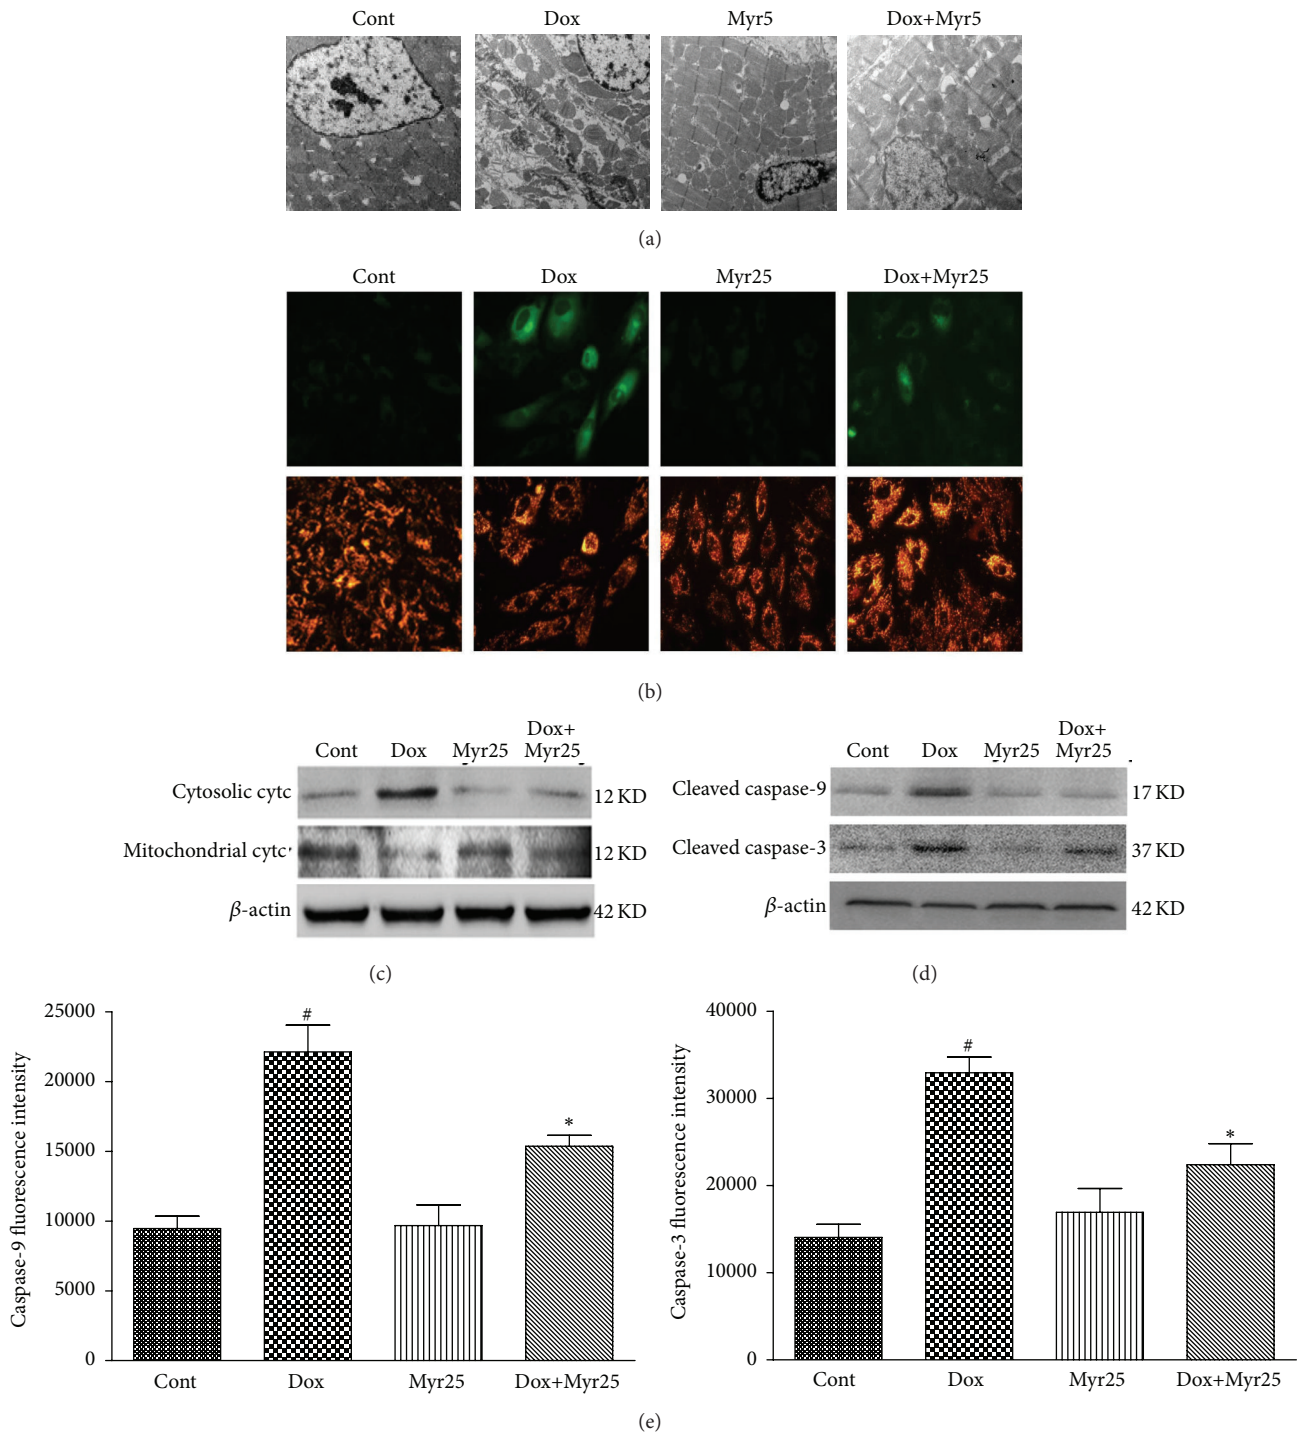 Cont Dox Myr5 Dox+Myr5
(a)
Cont Dox Myr25 Dox+Myr25
(b)
Cont Dox Myr25 Dox+
Myr25
Cytosolic cytc 12 KD
Mitochondrial cytc 12 KD
β-actin 42 KD
(c)
Cont Dox Myr25 Dox+
Myr25
Cleaved caspase-9 17 KD
Cleaved caspase-3 37 KD
β-actin 42 KD
(d)
Caspase-9 fluorescence intensity
25000
20000
15000
10000
5000
0
#
*
Cont Dox Myr25 Dox+Myr25
Caspase-3 fluorescence intensity
40000
30000
20000
10000
0
#
*
Cont Dox Myr25 Dox+Myr25
(e)